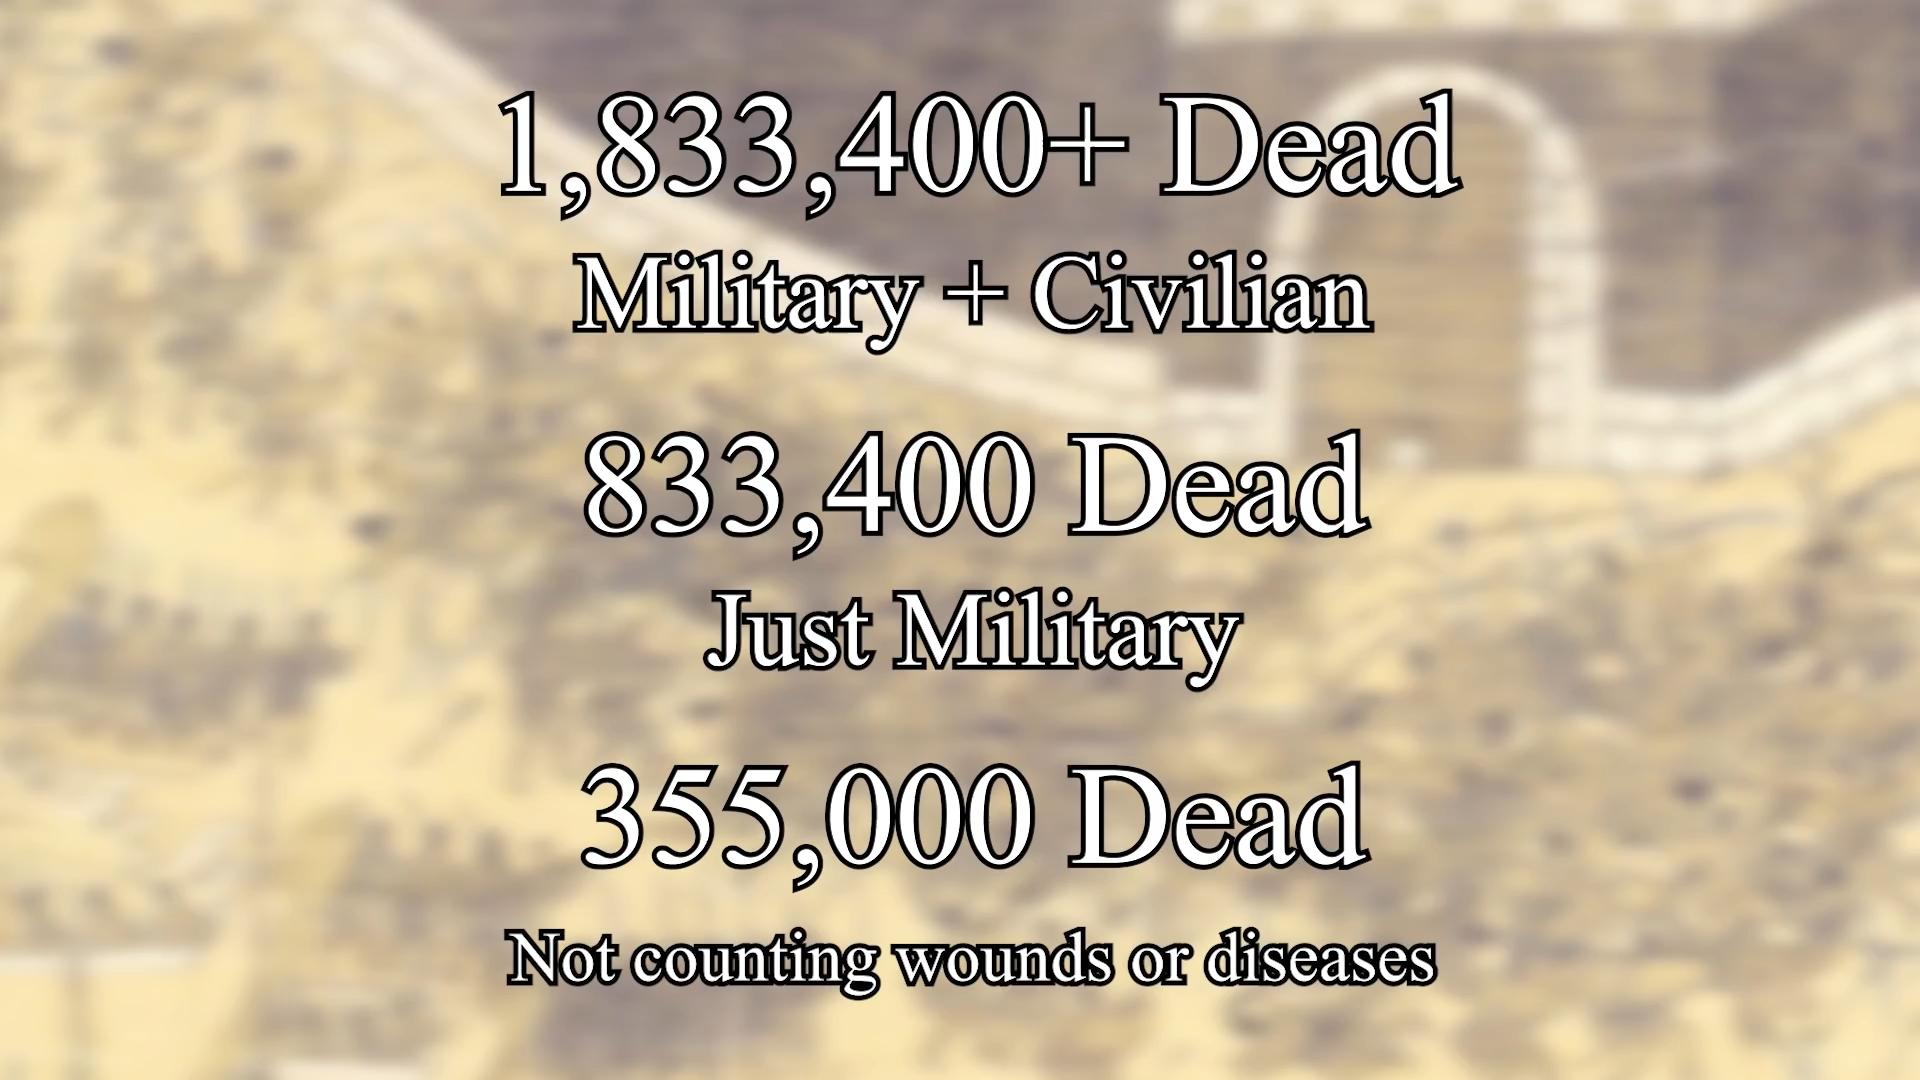 1,833,400+ Dead
Military + Civilian
833,400 Dead
Just Military
355,000 Dead
Not counting wounds or diseases